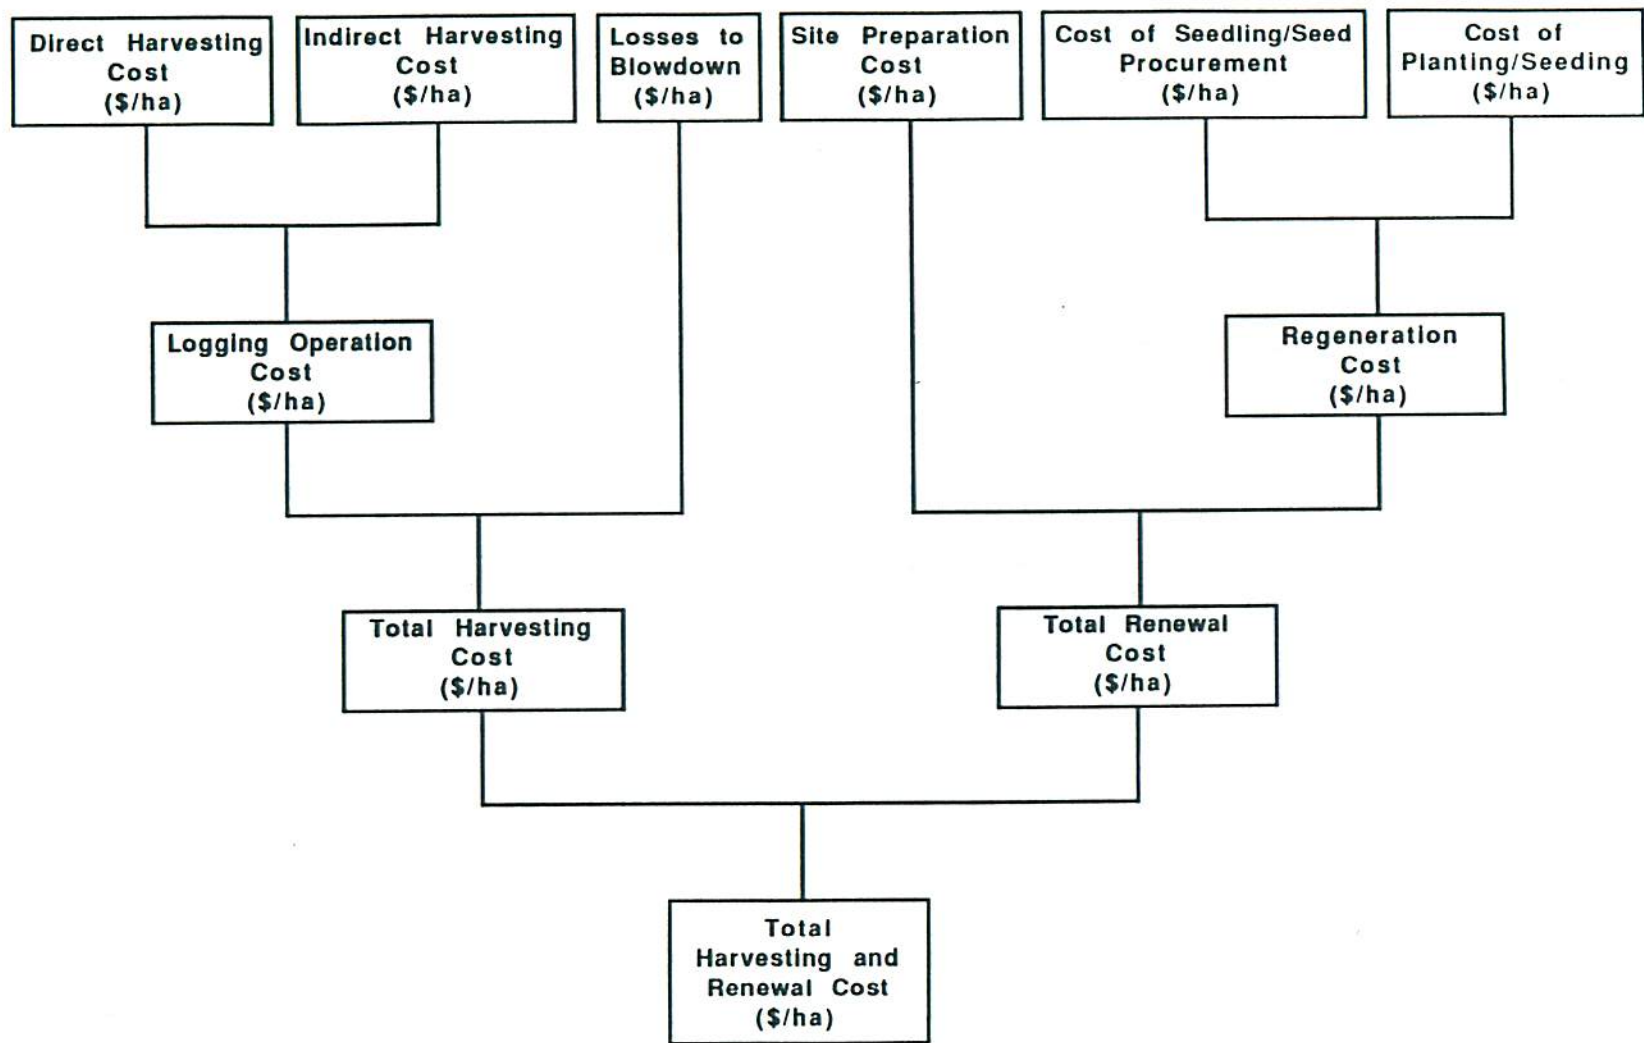 Direct Harvesting
Cost
($/ha)
Indirect Harvesting
Cost
($/ha)
Losses to
Blowdown
($/ha)
Site Preparation
Cost
($/ha)
Cost of Seedling/Seed
Procurement
($/ha)
Cost of
Planting/Seeding
($/ha)
Logging Operation
Cost
($/ha)
Regeneration
Cost
($/ha)
Total Harvesting
Cost
($/ha)
Total Renewal
Cost
($/ha)
Total
Harvesting and
Renewal Cost
($/ha)